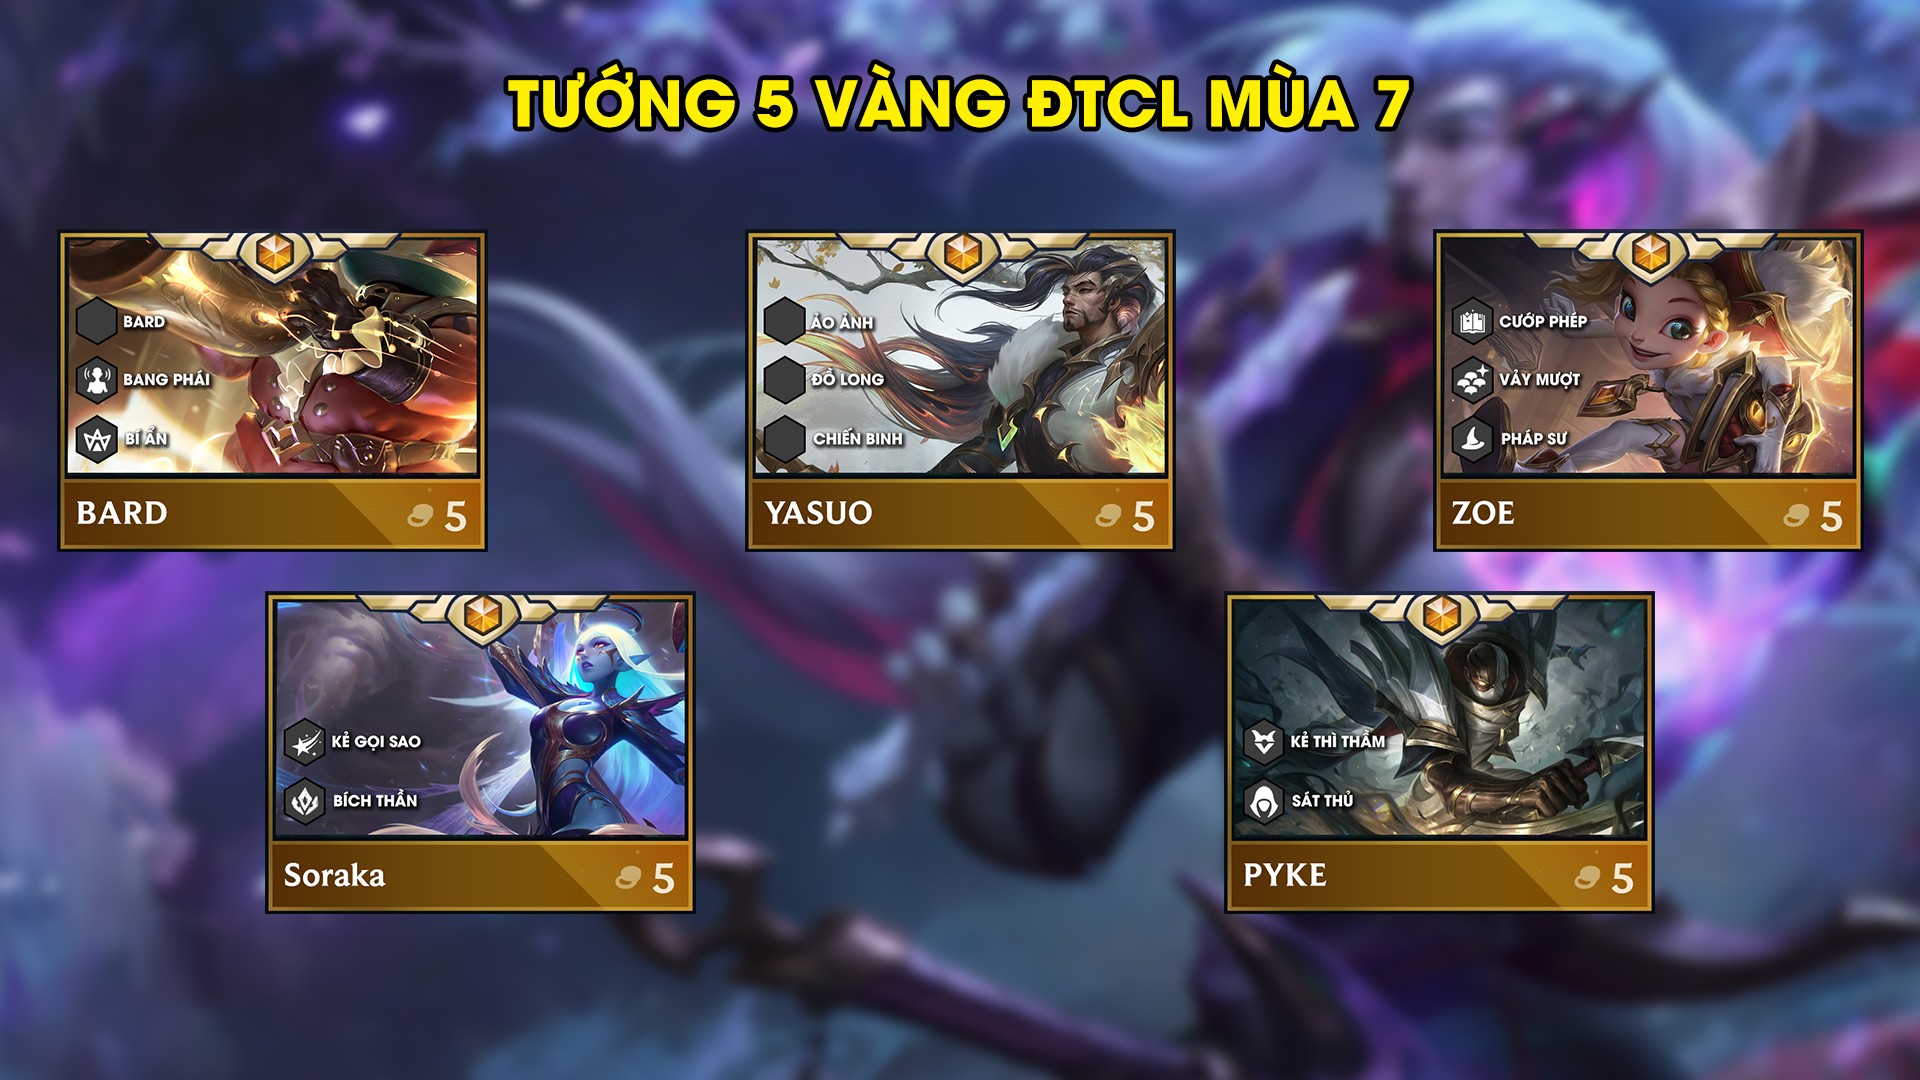 TƯỚNG 5 VÀNG ĐTCL MÙA 7
BARD
BANG PHÁI
BÍ ẨN
BARD
5
ẢO ẢNH
ĐỒ LONG
CHIẾN BINH
YASUO
5
CƯỚP PHÉP
VẢY MƯỢT
PHÁP SƯ
ZOE
5
KẺ GỌI SAO
BÍCH THẦN
Soraka
5
KẺ THÌ THẦM
SÁT THỦ
PYKE
5